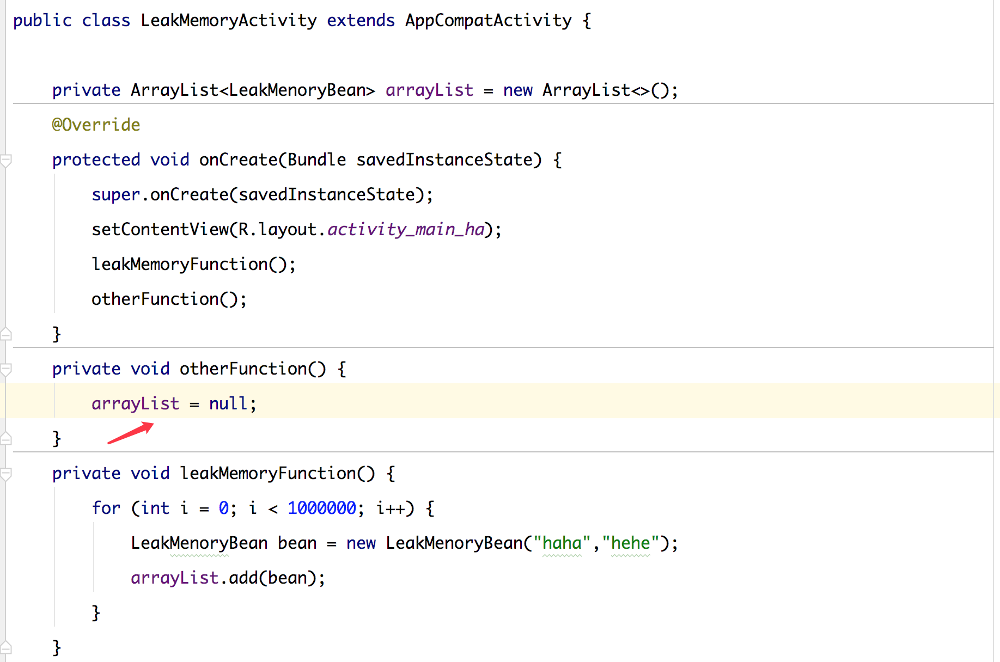 public class LeakMemoryActivity extends AppCompatActivity {
private ArrayList<LeakMenoryBean> arrayList = new ArrayList<>();
@Override
protected void onCreate(Bundle savedInstanceState) {
super.onCreate(savedInstanceState);
setContentView(R.layout.activity_main_ha);
leakMemoryFunction();
otherFunction();
}
private void otherFunction() {
arrayList = null;
}
private void leakMemoryFunction() {
for (int i = 0; i < 1000000; i++) {
LeakMenoryBean bean = new LeakMenoryBean("haha","hehe");
arrayList.add(bean);
}
}